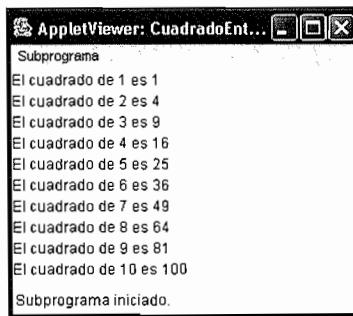 AppletViewer: CuadradoEnt...
Subprograma
El cuadrado de 1 es 1
El cuadrado de 2 es 4
El cuadrado de 3 es 9
El cuadrado de 4 es 16
El cuadrado de 5 es 25
El cuadrado de 6 es 36
El cuadrado de 7 es 49
El cuadrado de 8 es 64
El cuadrado de 9 es 81
El cuadrado de 10 es 100
Subprograma iniciado.